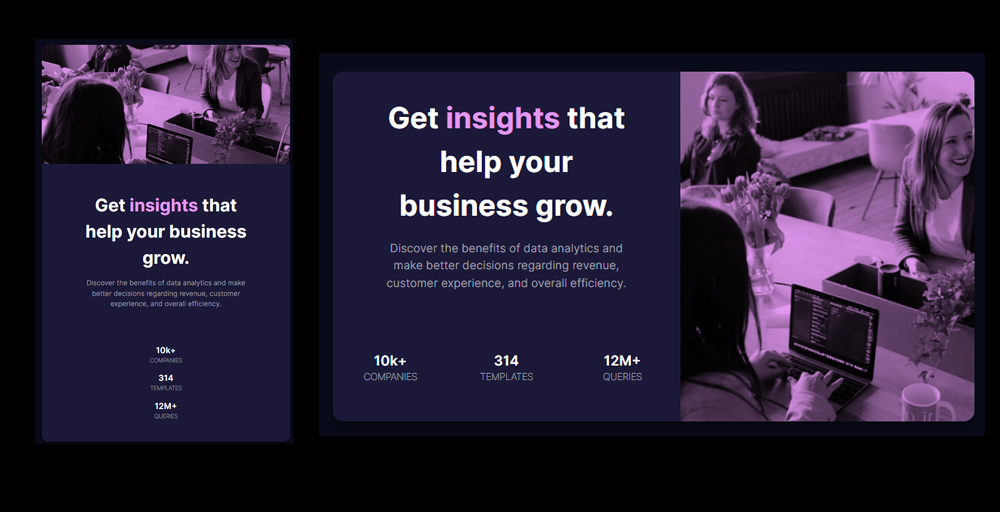 Get insights that
help your business
grow.
Discover the benefits of data analytics and make
better decisions regarding revenue, customer
experience, and overall efficiency.
10k+
COMPANIES
314
TEMPLATES
12M+
QUERIES
Get insights that
help your
business grow.
Discover the benefits of data analytics and
make better decisions regarding revenue,
customer experience, and overall efficiency.
10k+ 314 12M+
COMPANIES TEMPLATES QUERIES